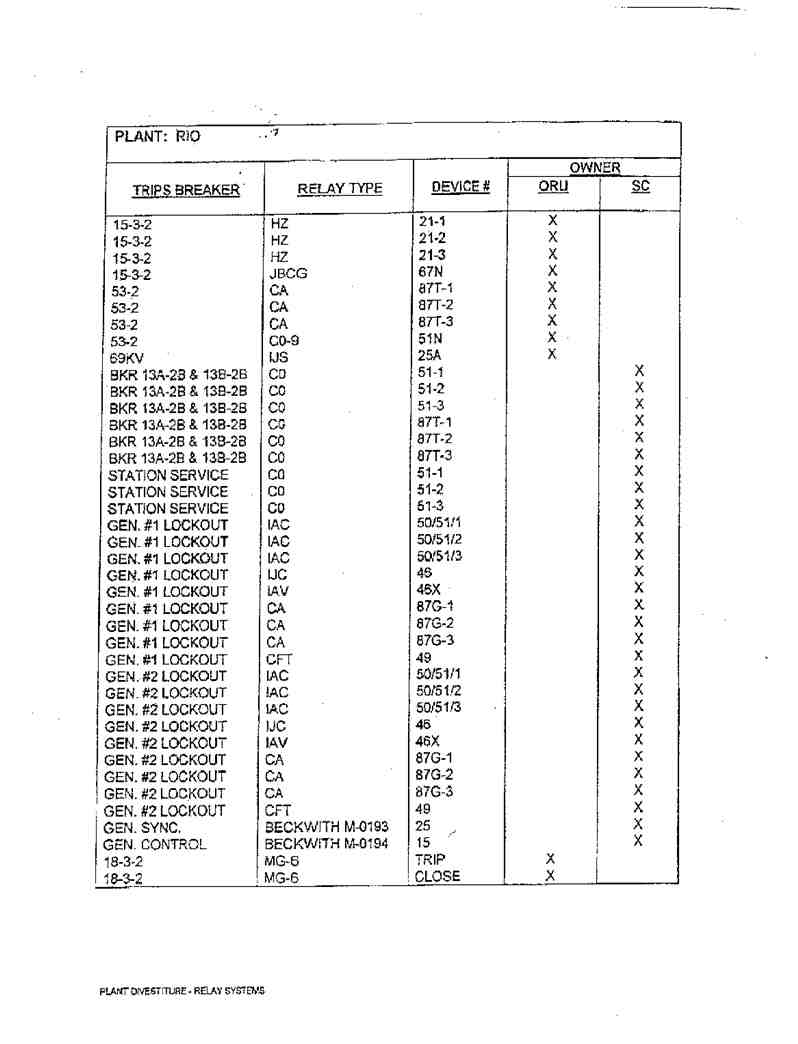 PLANT: RIO
OWNER
TRIPS BREAKER RELAY TYPE DEVICE # ORU SC
15-3-2 HZ 21-1 X
15-3-2 HZ 21-2 X
15-3-2 HZ 21-3 X
15-3-2 JBCG 67N X
53-2 CA 87T-1 X
53-2 CA 87T-2 X
53-2 CA 87T-3 X
53-2 C0-9 51N X
69KV IJS 25A X
BKR 13A-2B & 13B-2B C0 51-1 X
BKR 13A-2B & 13B-2B C0 51-2 X
BKR 13A-2B & 13B-2B C0 51-3 X
BKR 13A-2B & 13B-2B C0 87T-1 X
BKR 13A-2B & 13B-2B C0 87T-2 X
BKR 13A-2B & 13B-2B C0 87T-3 X
STATION SERVICE C0 51-1 X
STATION SERVICE C0 51-2 X
STATION SERVICE C0 51-3 X
GEN. #1 LOCKOUT IAC 50/51/1 X
GEN. #1 LOCKOUT IAC 50/51/2 X
GEN. #1 LOCKOUT IAC 50/51/3 X
GEN. #1 LOCKOUT IJC 46 X
GEN. #1 LOCKOUT IAV 46X X
GEN. #1 LOCKOUT CA 87G-1 X
GEN. #1 LOCKOUT CA 87G-2 X
GEN. #1 LOCKOUT CA 87G-3 X
GEN. #1 LOCKOUT CFT 49 X
GEN. #2 LOCKOUT IAC 50/51/1 X
GEN. #2 LOCKOUT IAC 50/51/2 X
GEN. #2 LOCKOUT IAC 50/51/3 X
GEN. #2 LOCKOUT IJC 46 X
GEN. #2 LOCKOUT IAV 46X X
GEN. #2 LOCKOUT CA 87G-1 X
GEN. #2 LOCKOUT CA 87G-2 X
GEN. #2 LOCKOUT CA 87G-3 X
GEN. #2 LOCKOUT CFT 49 X
GEN. SYNC. BECKWITH M-0193 25 X
GEN. CONTROL BECKWITH M-0194 15 X
18-3-2 MG-6 TRIP X
18-3-2 MG-6 CLOSE X
PLANT DIVESTITURE - RELAY SYSTEMS